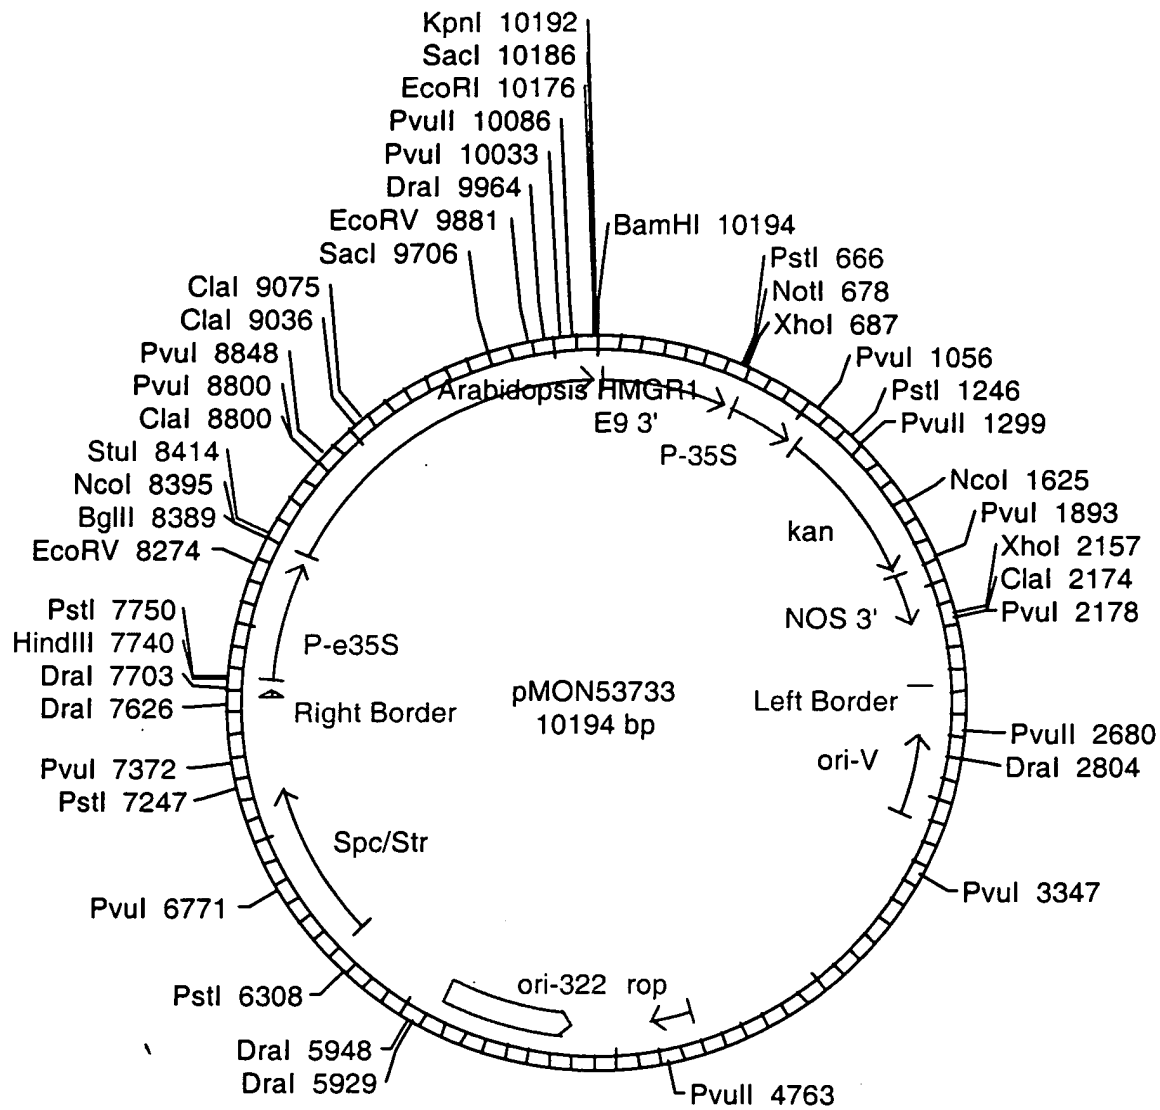 KpnI 10192
SacI 10186
EcoRI 10176
PvuII 10086
PvuI 10033
DraI 9964
EcoRV 9881
SacI 9706
ClaI 9075
ClaI 9036
PvuI 8848
PvuI 8800
ClaI 8800
StuI 8414
NcoI 8395
BglII 8389
EcoRV 8274
PstI 7750
HindIII 7740
DraI 7703
DraI 7626
PvuI 7372
PstI 7247
PvuI 6771
PstI 6308
DraI 5948
DraI 5929
BamHI 10194
PstI 666
NotI 678
XhoI 687
PvuI 1056
PstI 1246
PvuII 1299
NcoI 1625
PvuI 1893
XhoI 2157
ClaI 2174
PvuI 2178
PvuII 2680
DraI 2804
PvuI 3347
PvuII 4763
Arabidopsis HMGR1
E9 3'
P-35S
kan
NOS 3'
Left Border
ori-V
P-e35S
Right Border
Spc/Str
ori-322 rop
pMON53733
10194 bp